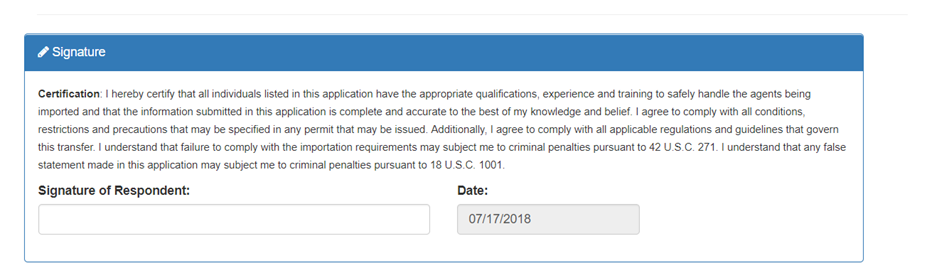 Signature
Certification: I hereby certify that all individuals listed in this application have the appropriate qualifications, experience and training to safely handle the agents being
imported and that the information submitted in this application is complete and accurate to the best of my knowledge and belief. I agree to comply with all conditions,
restrictions and precautions that may be specified in any permit that may be issued. Additionally, I agree to comply with all applicable regulations and guidelines that govern
this transfer. I understand that failure to comply with the importation requirements may subject me to criminal penalties pursuant to 42 U.S.C. 271. I understand that any false
statement made in this application may subject me to criminal penalties pursuant to 18 U.S.C. 1001.
Signature of Respondent: Date:
07/17/2018